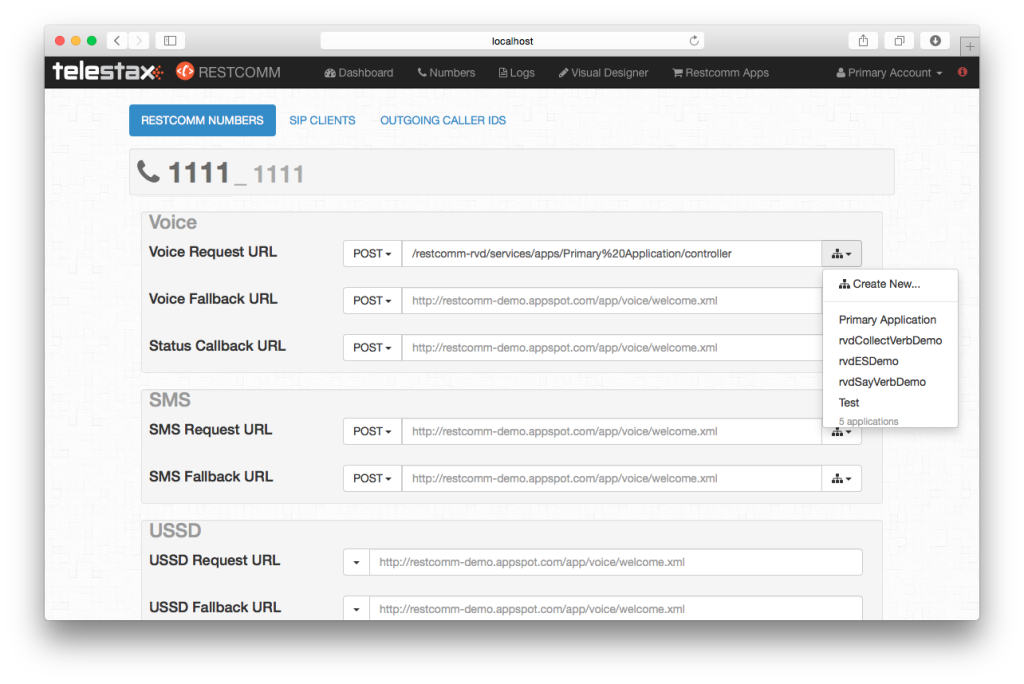 localhost
telestax RESTCOMM Dashboard Numbers Logs Visual Designer Restcomm Apps Primary Account
RESTCOMM NUMBERS SIP CLIENTS OUTGOING CALLER IDS
1111_ 1111
Voice
Voice Request URL POST /restcomm-rvd/services/apps/Primary%20Application/controller
Create New...
Voice Fallback URL POST http://restcomm-demo.appspot.com/app/voice/welcome.xml
Primary Application
rvdCollectVerbDemo
Status Callback URL POST http://restcomm-demo.appspot.com/app/voice/welcome.xml
rvdESDemo
rvdSayVerbDemo
Test
5 applications
SMS
SMS Request URL POST http://restcomm-demo.appspot.com/app/voice/welcome.xml
SMS Fallback URL POST http://restcomm-demo.appspot.com/app/voice/welcome.xml
USSD
USSD Request URL http://restcomm-demo.appspot.com/app/voice/welcome.xml
USSD Fallback URL http://restcomm-demo.appspot.com/app/voice/welcome.xml